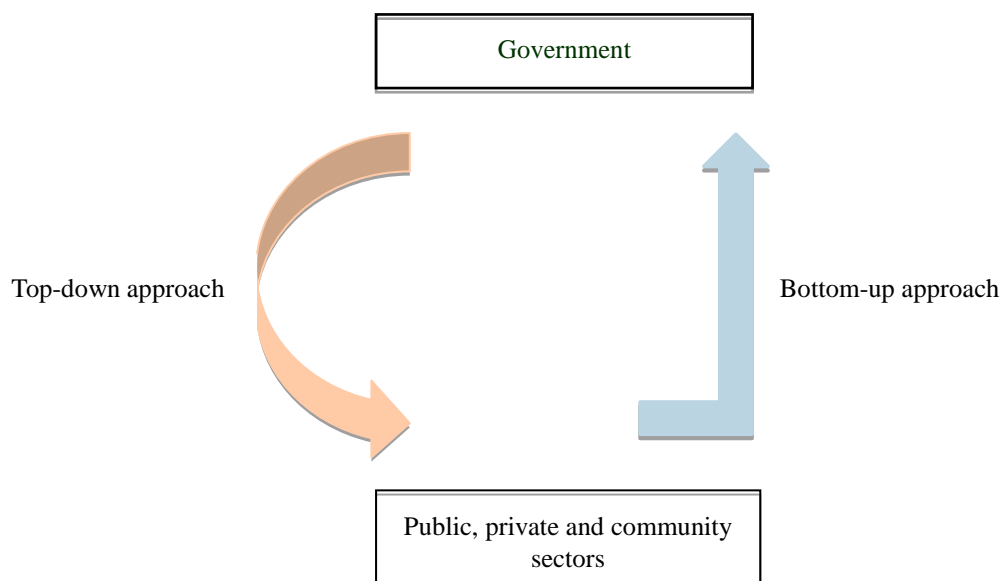 Government
Top-down approach
Bottom-up approach
Public, private and community
sectors